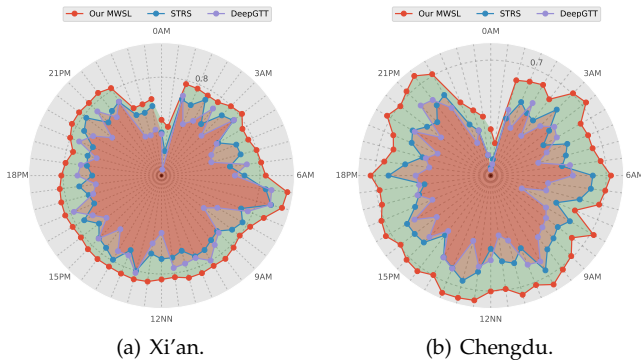 Our MWSL STRS DeepGTT
0AM
3AM
6AM
9AM
12NN
15PM
18PM
21PM
0.8
(a) Xi'an.
Our MWSL STRS DeepGTT
0AM
3AM
6AM
9AM
12NN
15PM
18PM
21PM
0.7
(b) Chengdu.